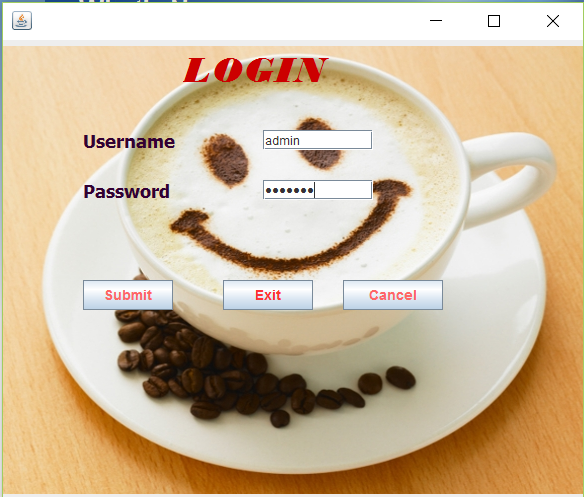 LOGIN
Username admin
Password •••••••
Submit Exit Cancel